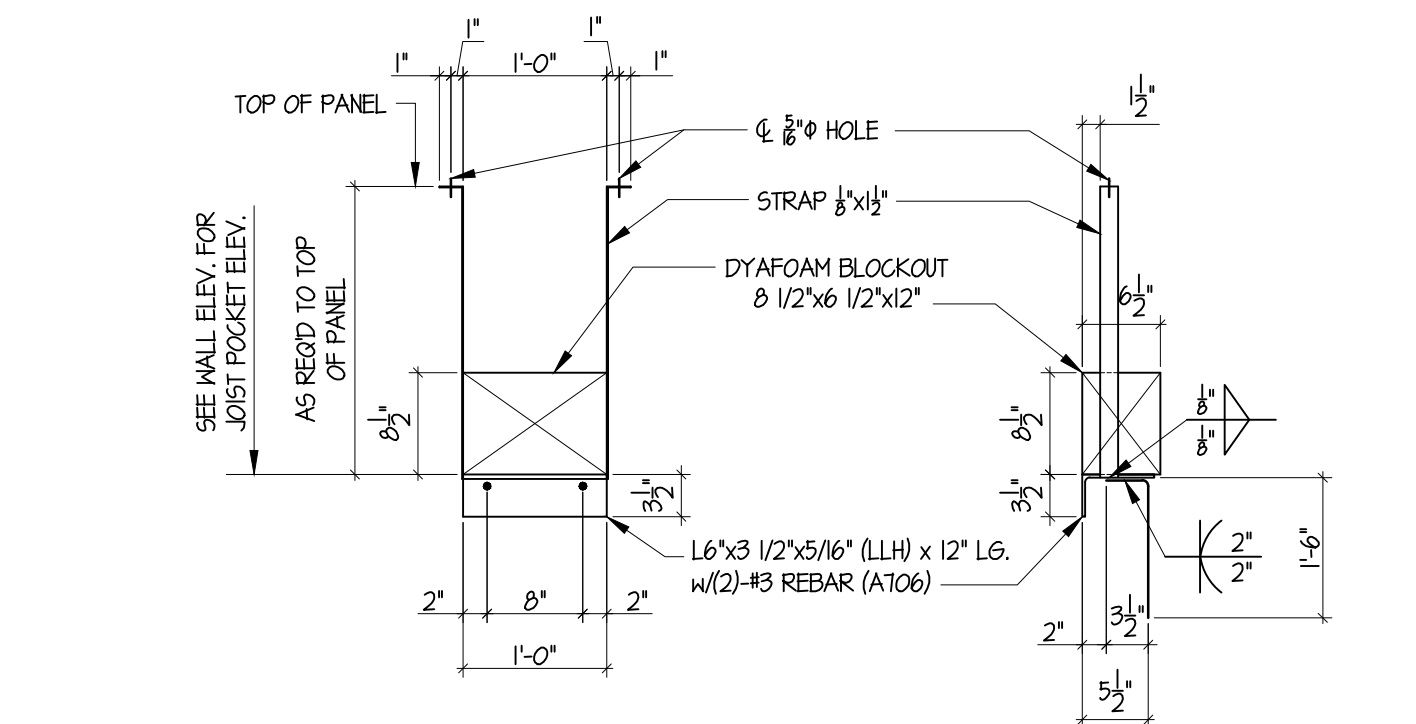 1" 1"
1" 1'-0" 1"
TOP OF PANEL
1 1/2"
℄ 5/16"Φ HOLE
STRAP 1/8"x1 1/2"
DYAFOAM BLOCKOUT
8 1/2"x6 1/2"x12"
6 1/2"
SEE WALL ELEV. FOR
JOIST POCKET ELEV.
AS REQ'D TO TOP
OF PANEL
8 1/2"
3 1/2"
8 1/2"
3 1/2"
1/8"
1/8"
L6"x3 1/2"x5/16" (LLH) x 12" LG.
W/(2)-#3 REBAR (A706)
2"
2"
1'-6"
2" 8" 2"
1'-0"
2" 3 1/2"
5 1/2"